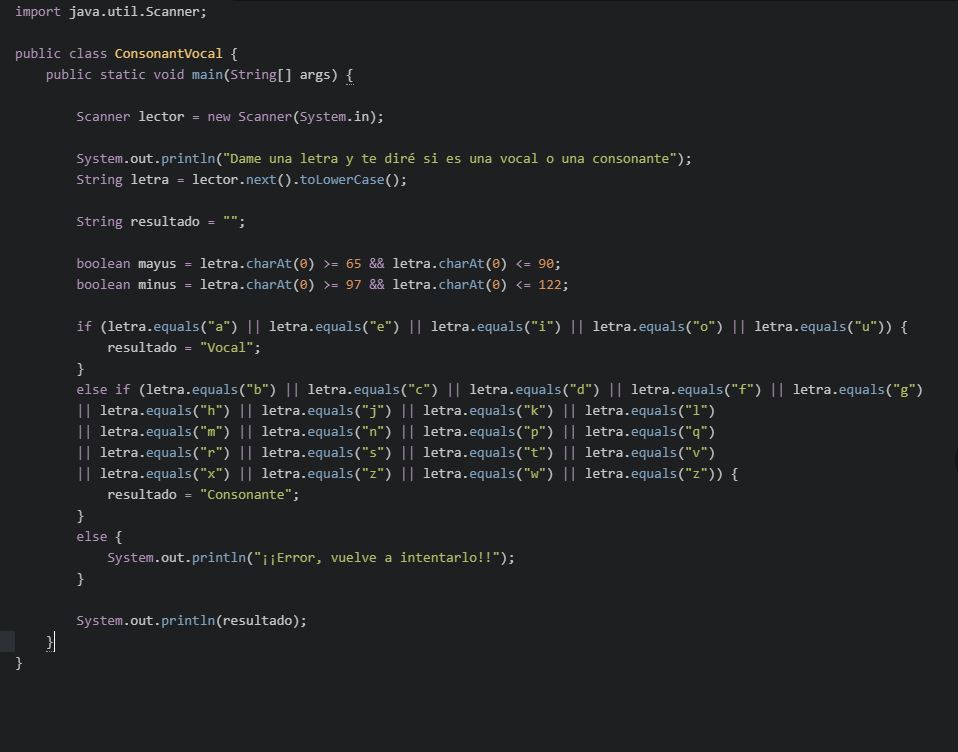 import java.util.Scanner;
public class ConsonantVocal {
public static void main(String[] args) {
Scanner lector = new Scanner(System.in);
System.out.println("Dame una letra y te diré si es una vocal o una consonante");
String letra = lector.next().toLowerCase();
String resultado = "";
boolean mayus = letra.charAt(0) >= 65 && letra.charAt(0) <= 90;
boolean minus = letra.charAt(0) >= 97 && letra.charAt(0) <= 122;
if (letra.equals("a") || letra.equals("e") || letra.equals("i") || letra.equals("o") || letra.equals("u")) {
resultado = "Vocal";
}
else if (letra.equals("b") || letra.equals("c") || letra.equals("d") || letra.equals("f") || letra.equals("g")
|| letra.equals("h") || letra.equals("j") || letra.equals("k") || letra.equals("l")
|| letra.equals("m") || letra.equals("n") || letra.equals("p") || letra.equals("q")
|| letra.equals("r") || letra.equals("s") || letra.equals("t") || letra.equals("v")
|| letra.equals("x") || letra.equals("z") || letra.equals("w") || letra.equals("z")) {
resultado = "Consonante";
}
else {
System.out.println("¡¡Error, vuelve a intentarlo!!");
}
System.out.println(resultado);
}
}